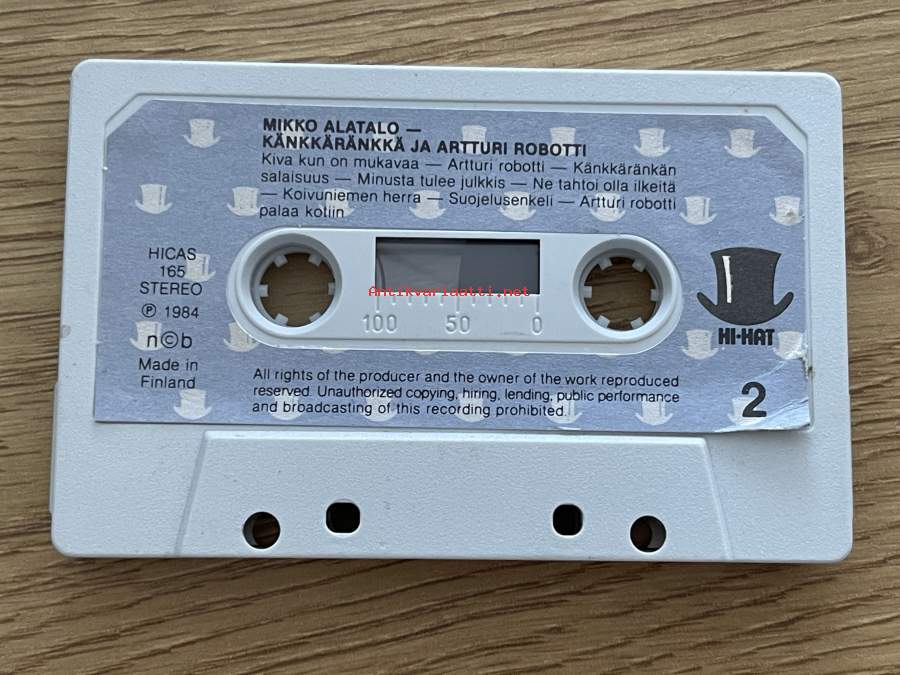 MIKKO ALATALO —
KÄNKKÄRÄNKKÄ JA ARTTURI ROBOTTI
Kiva kun on mukavaa — Artturi robotti — Känkkäränkän
salaisuus — Minusta tulee julkkis — Ne tahtoi olla ilkeitä
— Koivuniemen herra — Suojelusenkeli — Artturi robotti
palaa kotiin
HICAS
165
STEREO
℗ 1984
n©b
Made in
Finland
Antikvariaatti.net
100 50 0
HI-HAT
All rights of the producer and the owner of the work reproduced
reserved. Unauthorized copying, hiring, lending, public performance
and broadcasting of this recording prohibited.
2